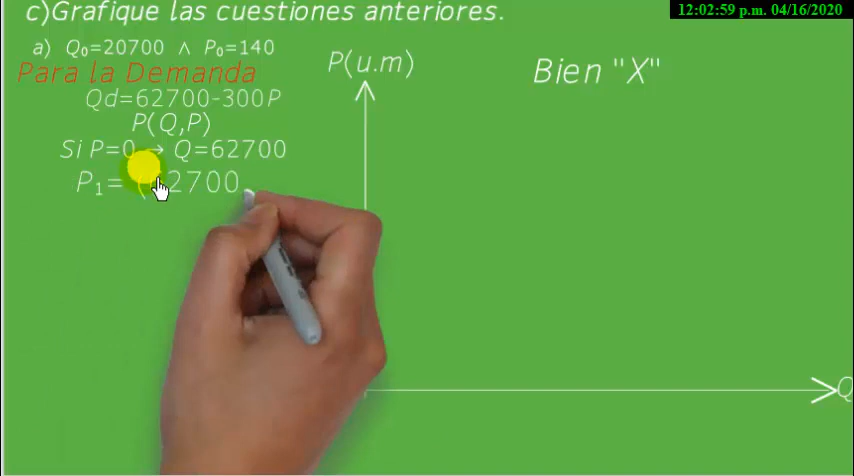 12:02:59 p.m. 04/16/2020
c)Grafique las cuestiones anteriores.
a) Q₀=20700 ∧ P₀=140
Para la Demanda
P(u.m)
Bien "X"
Qd=62700-300P
P(Q,P)
Si P=0 → Q=62700
P₁= ( 2700
Q